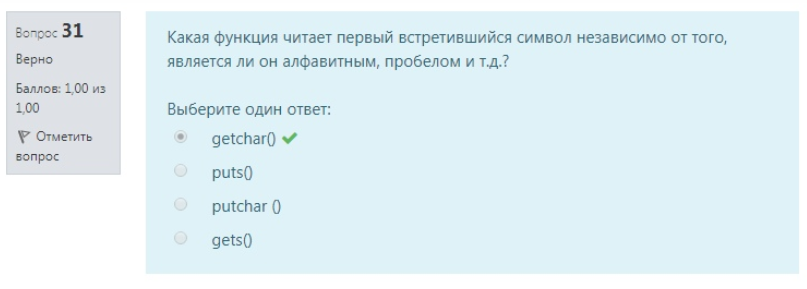 Вопрос 31
Верно
Баллов: 1,00 из
1,00
Отметить
вопрос
Какая функция читает первый встретившийся символ независимо от того,
является ли он алфавитным, пробелом и т.д.?
Выберите один ответ:
getchar()
puts()
putchar ()
gets()